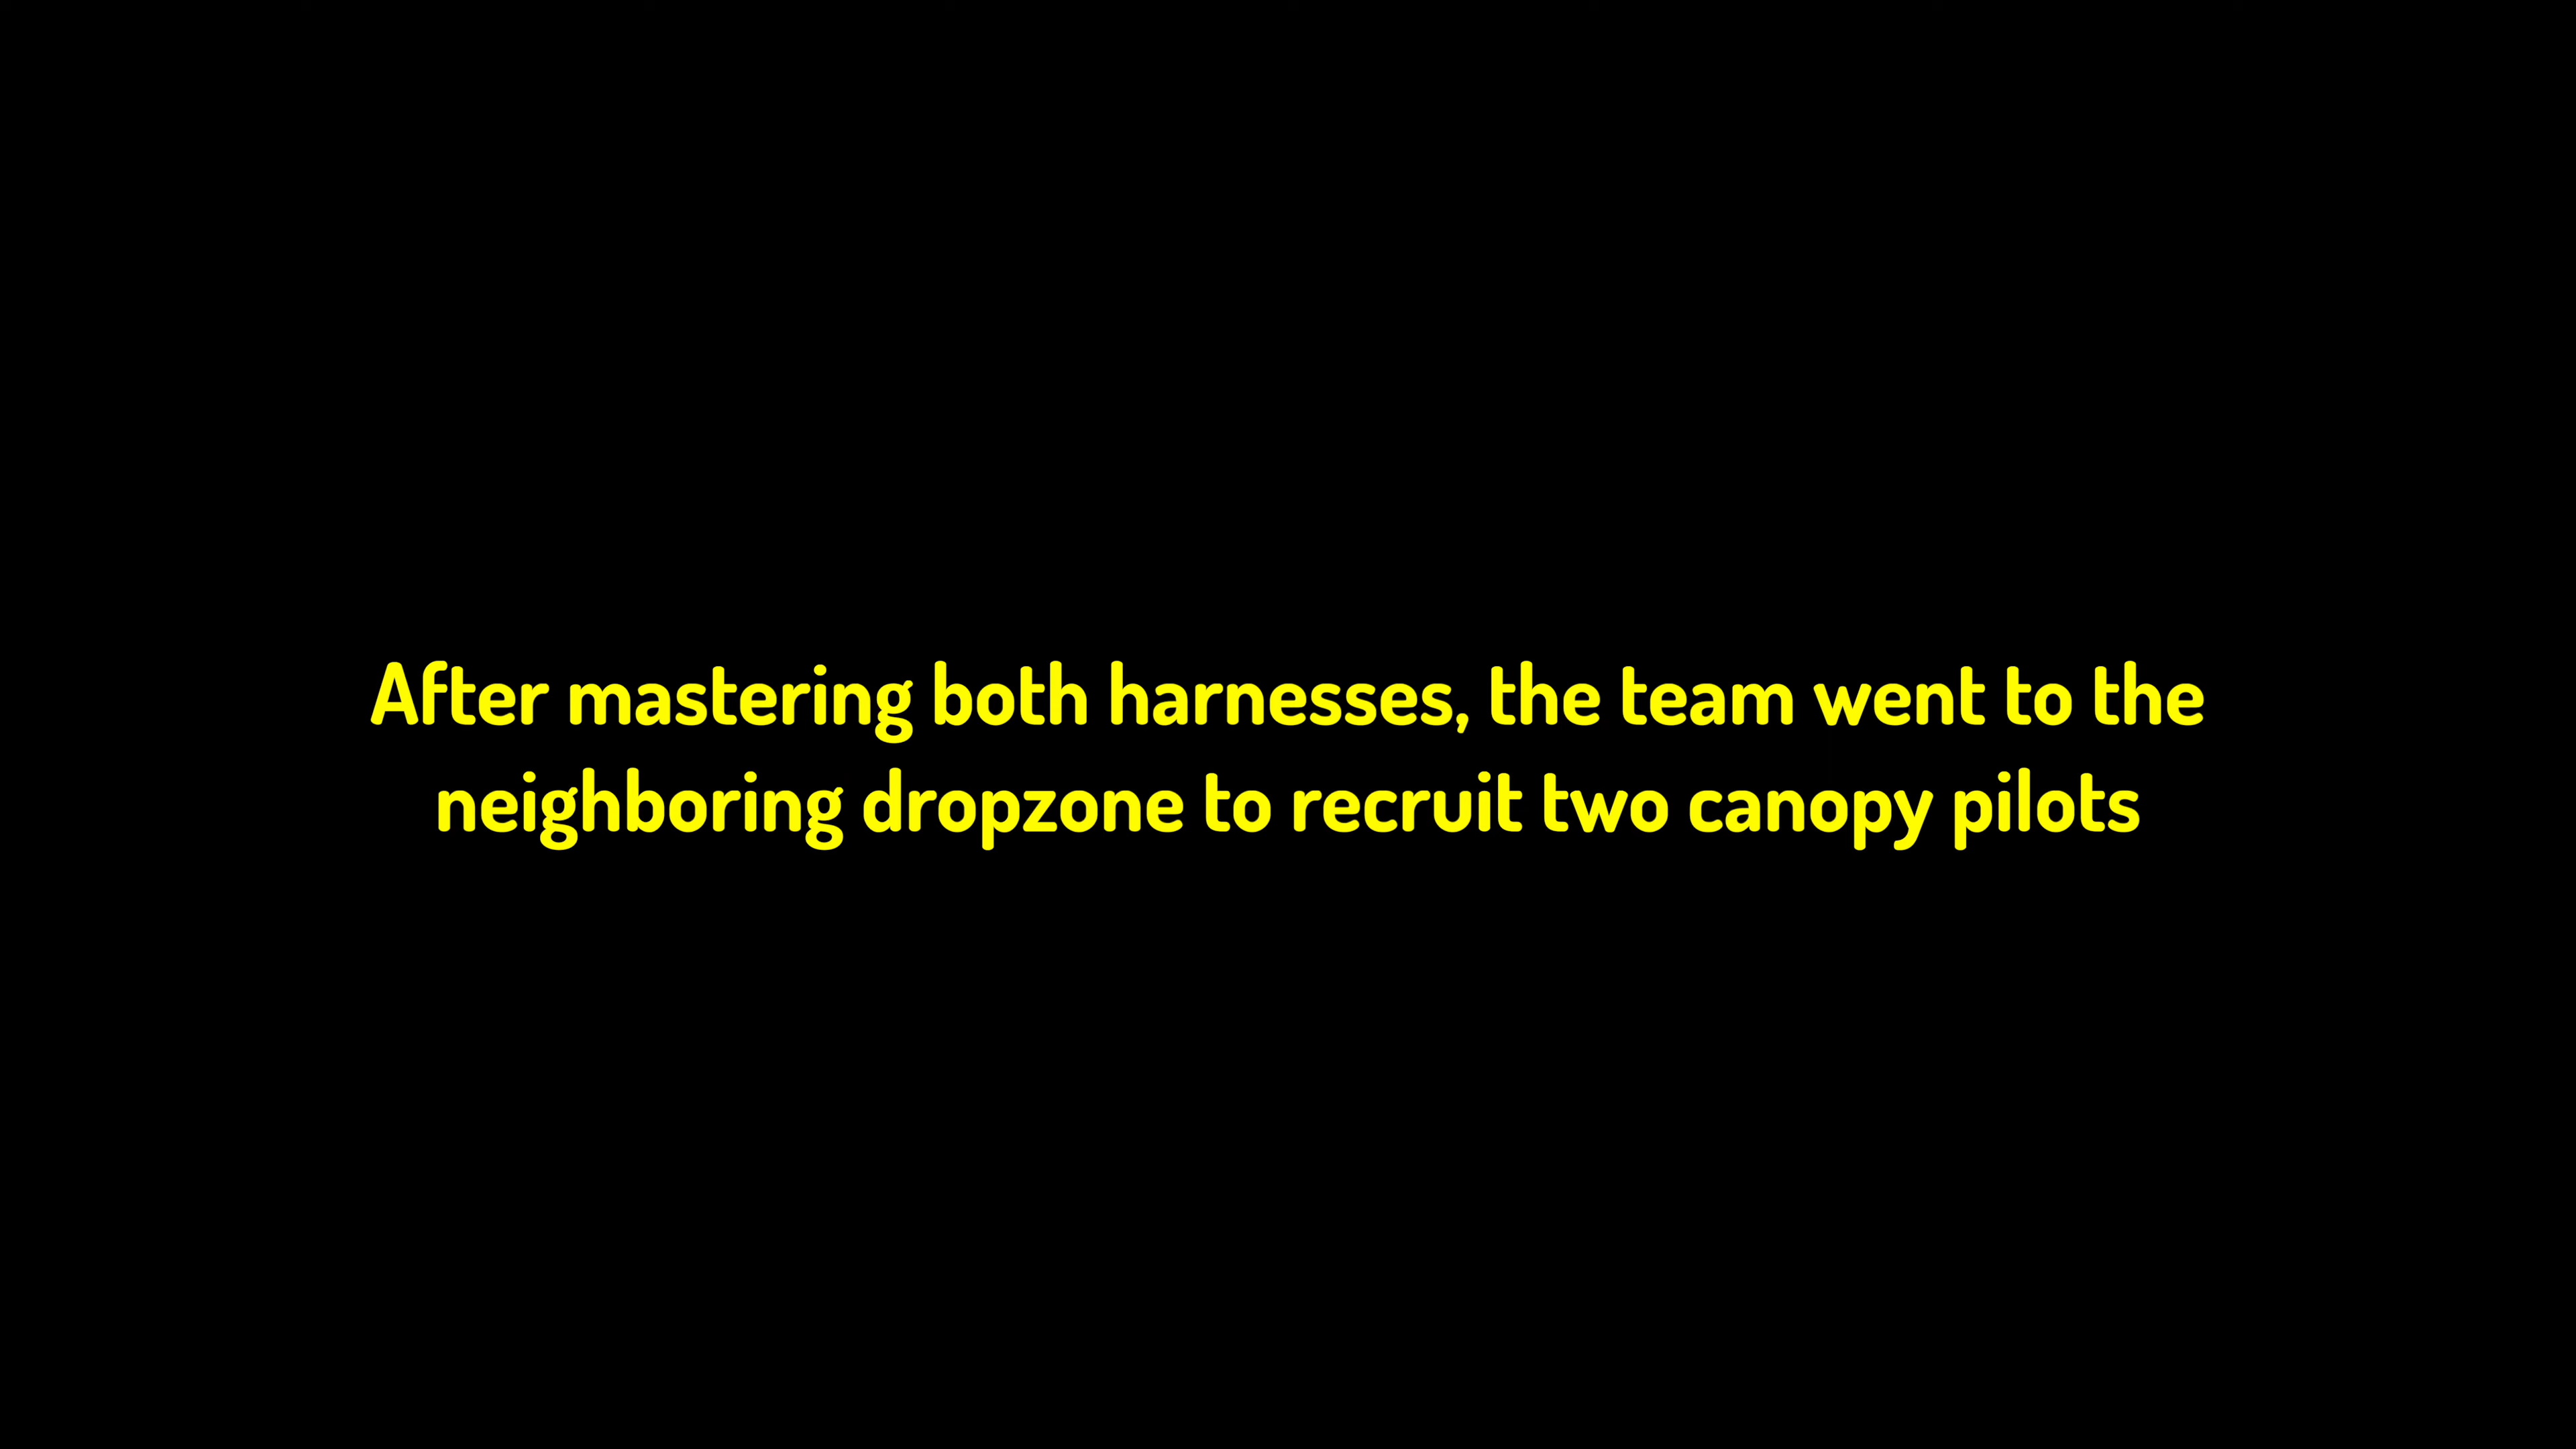 After mastering both harnesses, the team went to the
neighboring dropzone to recruit two canopy pilots